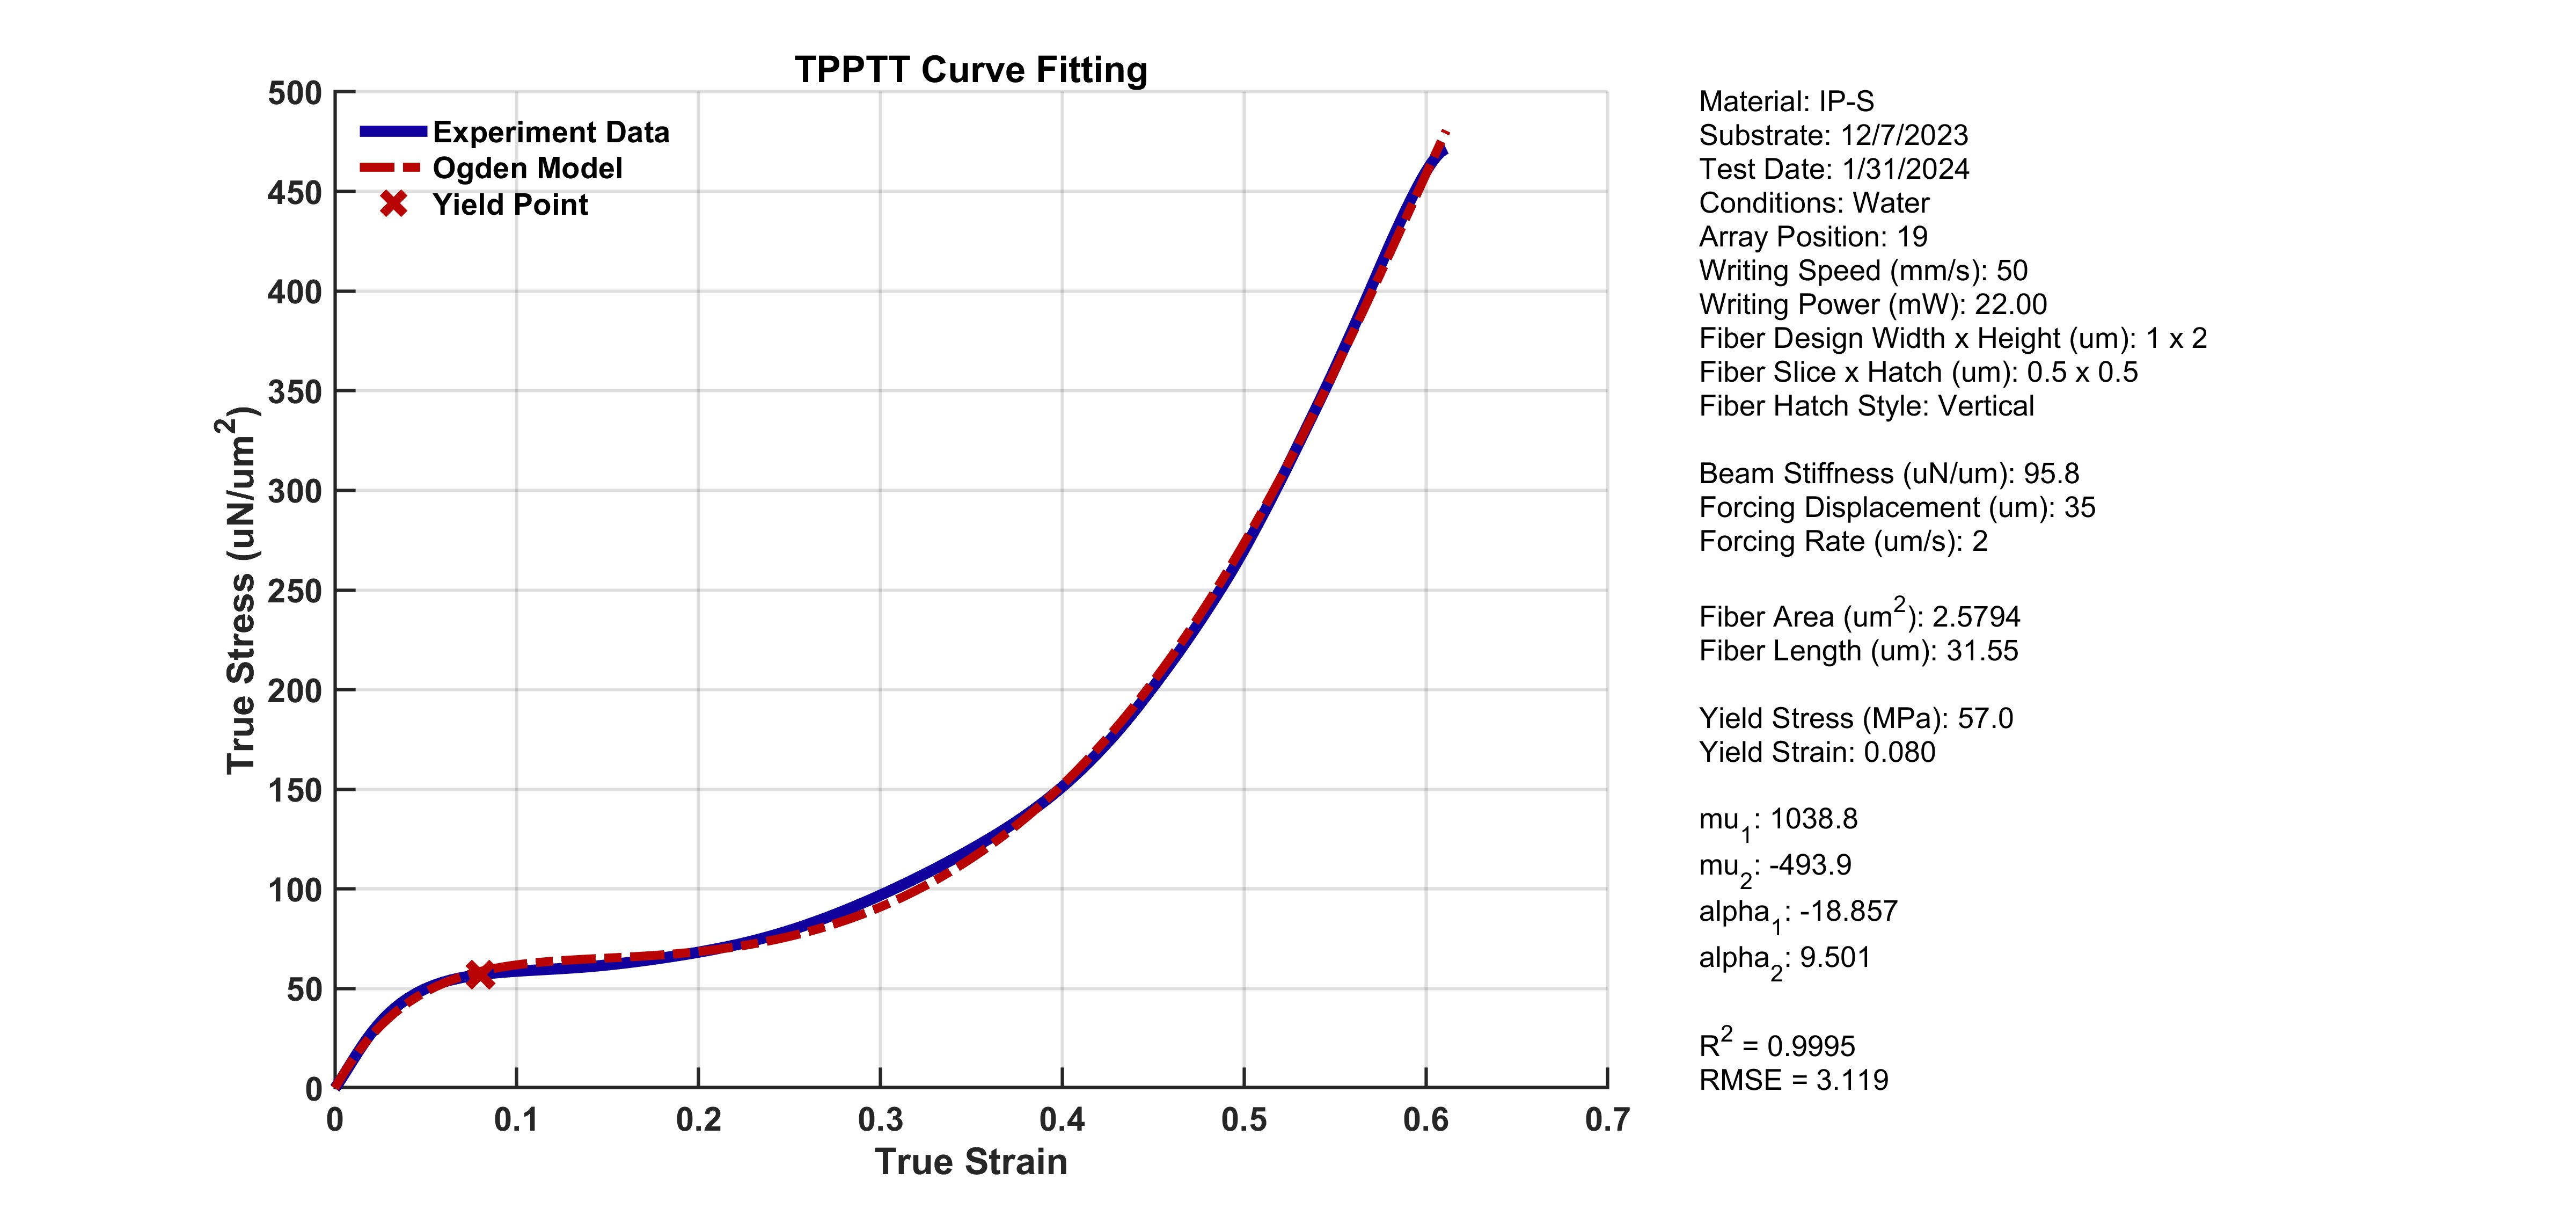 TPPTT Curve Fitting
500
450
400
350
300
250
200
150
100
50
0
True Stress (uN/um²)
Experiment Data
Ogden Model
Yield Point
0 0.1 0.2 0.3 0.4 0.5 0.6 0.7
True Strain
Material: IP-S
Substrate: 12/7/2023
Test Date: 1/31/2024
Conditions: Water
Array Position: 19
Writing Speed (mm/s): 50
Writing Power (mW): 22.00
Fiber Design Width x Height (um): 1 x 2
Fiber Slice x Hatch (um): 0.5 x 0.5
Fiber Hatch Style: Vertical
Beam Stiffness (uN/um): 95.8
Forcing Displacement (um): 35
Forcing Rate (um/s): 2
Fiber Area (um²): 2.5794
Fiber Length (um): 31.55
Yield Stress (MPa): 57.0
Yield Strain: 0.080
mu₁: 1038.8
mu₂: -493.9
alpha₁: -18.857
alpha₂: 9.501
R² = 0.9995
RMSE = 3.119